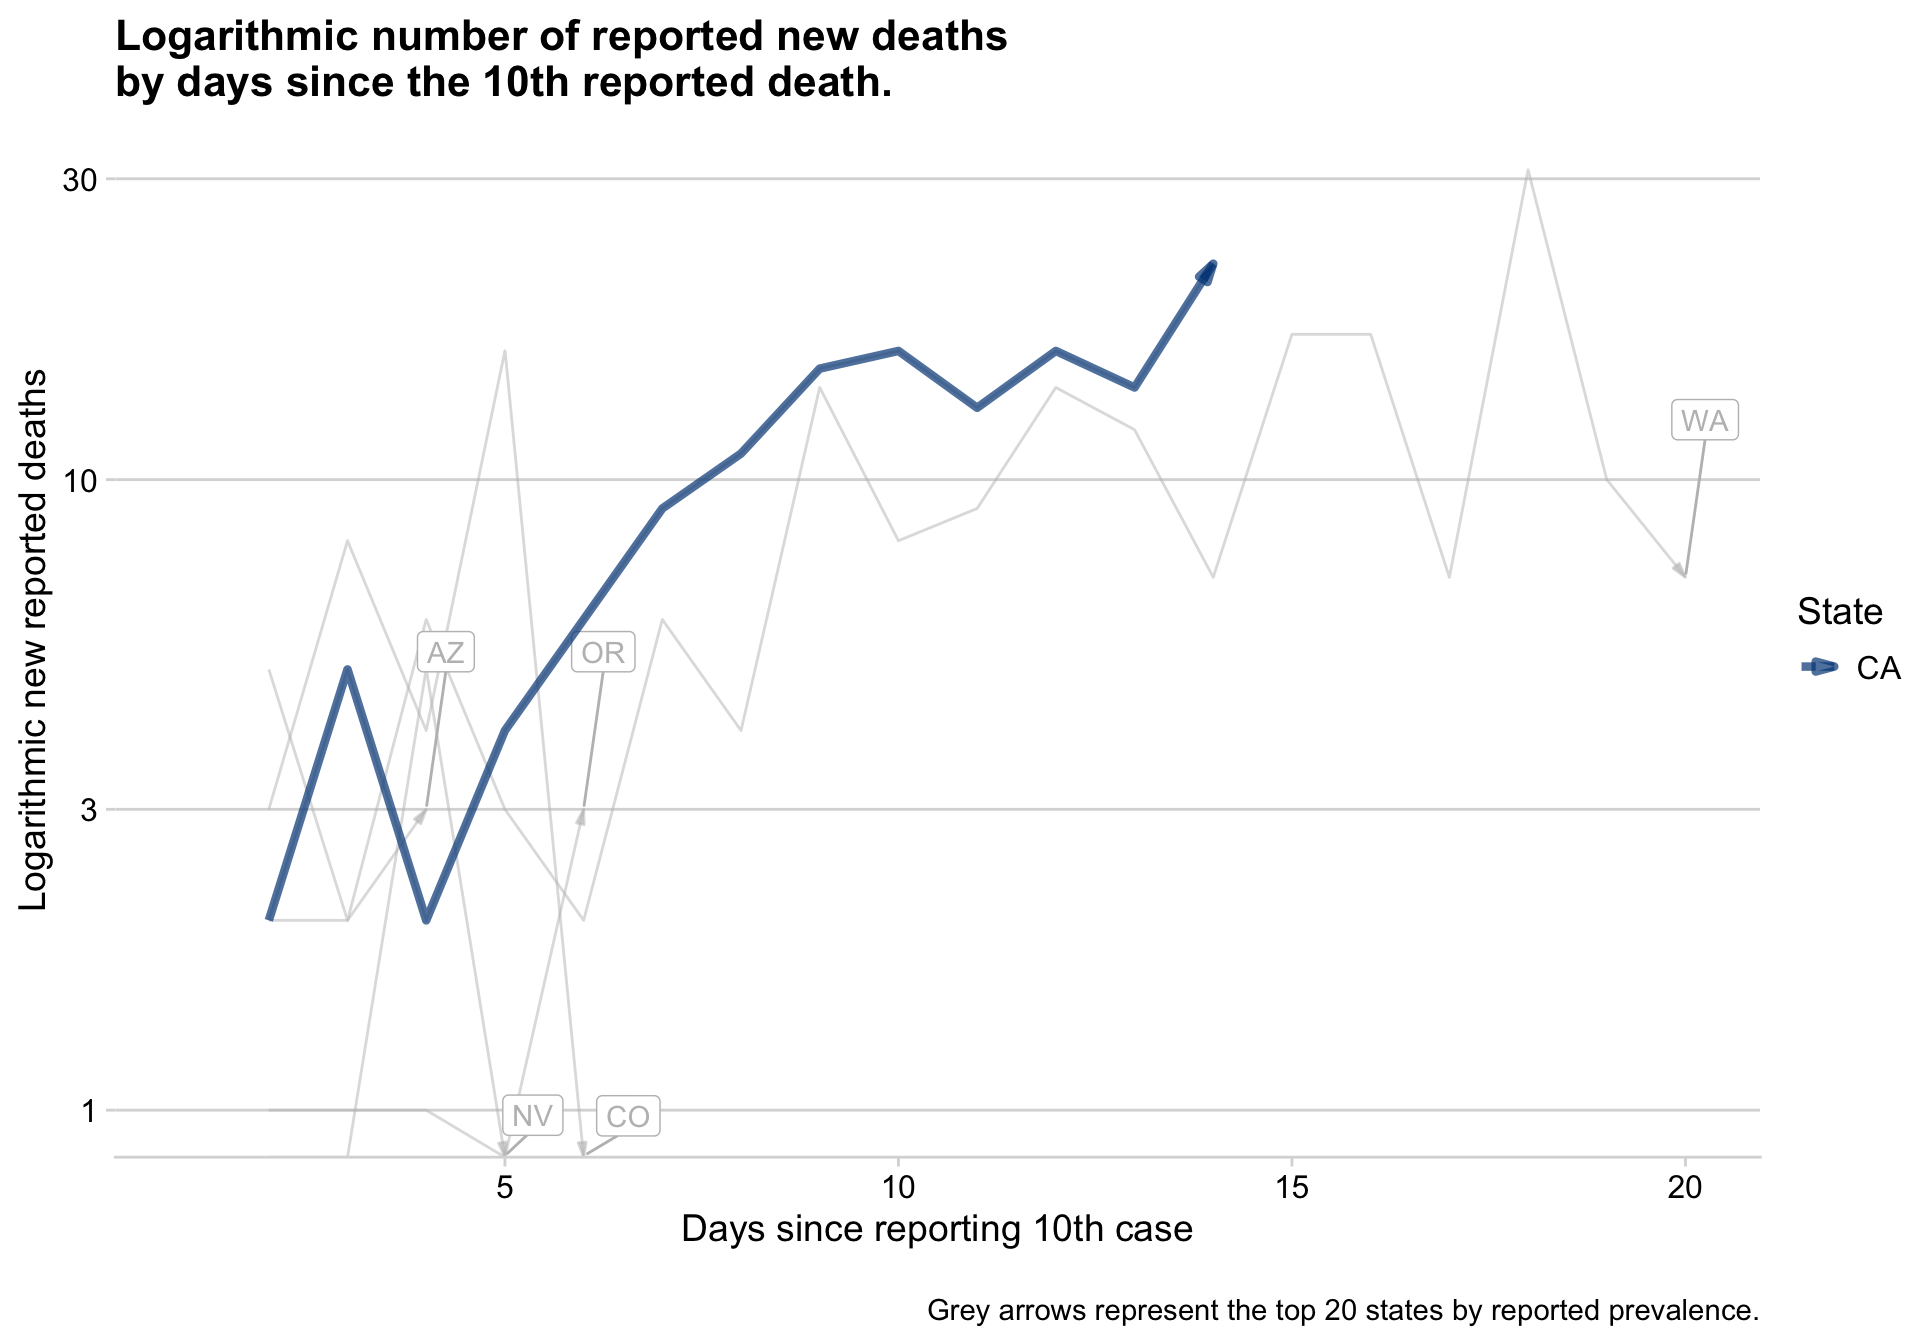 Logarithmic number of reported new deaths
by days since the 10th reported death.
Logarithmic new reported deaths
30
10
3
1
WA
AZ
OR
NV
CO
State
CA
5
10
15
20
Days since reporting 10th case
Grey arrows represent the top 20 states by reported prevalence.